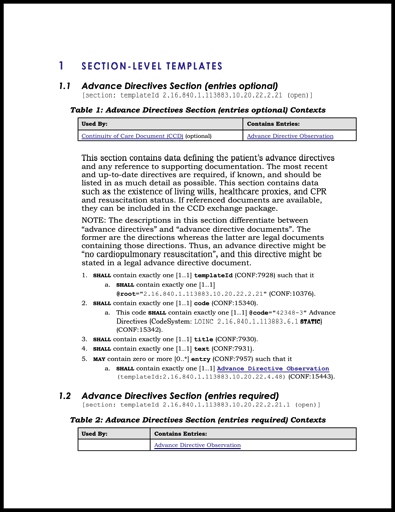 1 SECTION-LEVEL TEMPLATES
1.1 Advance Directives Section (entries optional)
[section: templateId 2.16.840.1.113883.10.20.22.2.21 (open)]
Table 1: Advance Directives Section (entries optional) Contexts
Used By: Contains Entries:
Continuity of Care Document (CCD) (optional) Advance Directive Observation
This section contains data defining the patient's advance directives
and any reference to supporting documentation. The most recent
and up-to-date directives are required, if known, and should be
listed in as much detail as possible. This section contains data
such as the existence of living wills, healthcare proxies, and CPR
and resuscitation status. If referenced documents are available,
they can be included in the CCD exchange package.
NOTE: The descriptions in this section differentiate between
“advance directives” and “advance directive documents”. The
former are the directions whereas the latter are legal documents
containing those directions. Thus, an advance directive might be
“no cardiopulmonary resuscitation”, and this directive might be
stated in a legal advance directive document.
1. SHALL contain exactly one [1..1] templateId (CONF:7928) such that it
a. SHALL contain exactly one [1..1]
@root="2.16.840.1.113883.10.20.22.2.21" (CONF:10376).
2. SHALL contain exactly one [1..1] code (CONF:15340).
a. This code SHALL contain exactly one [1..1] @code="42348-3" Advance
Directives (CodeSystem: LOINC 2.16.840.1.113883.6.1 STATIC)
(CONF:15342).
3. SHALL contain exactly one [1..1] title (CONF:7930).
4. SHALL contain exactly one [1..1] text (CONF:7931).
5. MAY contain zero or more [0..*] entry (CONF:7957) such that it
a. SHALL contain exactly one [1..1] Advance Directive Observation
(templateId:2.16.840.1.113883.10.20.22.4.48) (CONF:15443).
1.2 Advance Directives Section (entries required)
[section: templateId 2.16.840.1.113883.10.20.22.2.21.1 (open)]
Table 2: Advance Directives Section (entries required) Contexts
Used By: Contains Entries:
Advance Directive Observation